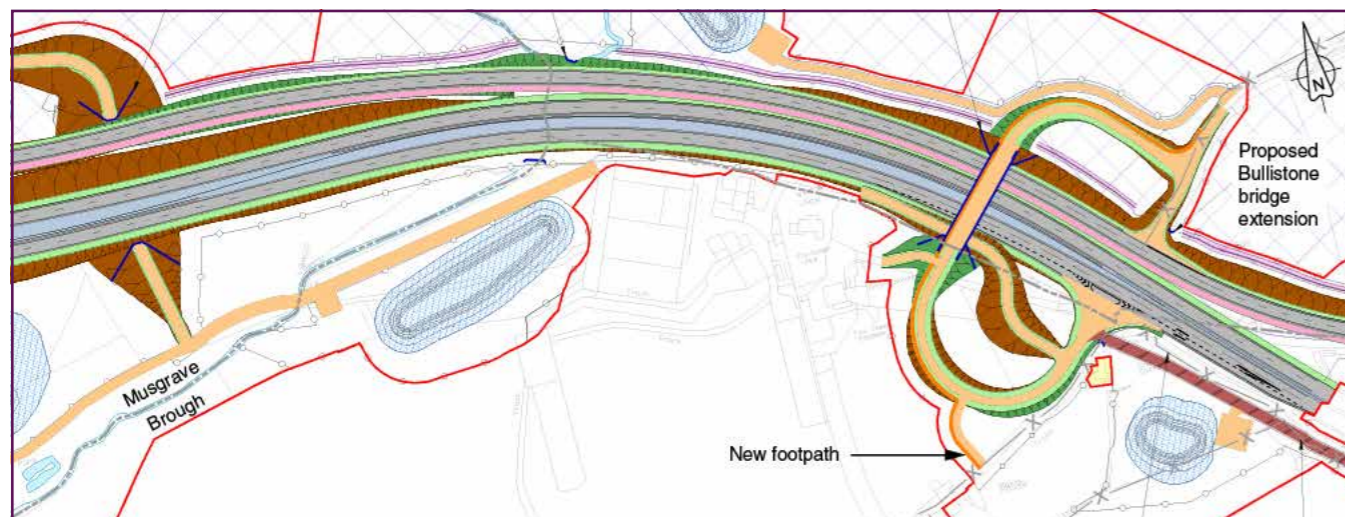 N
Proposed
Bullistone
bridge
extension
Musgrave
Brough
New footpath